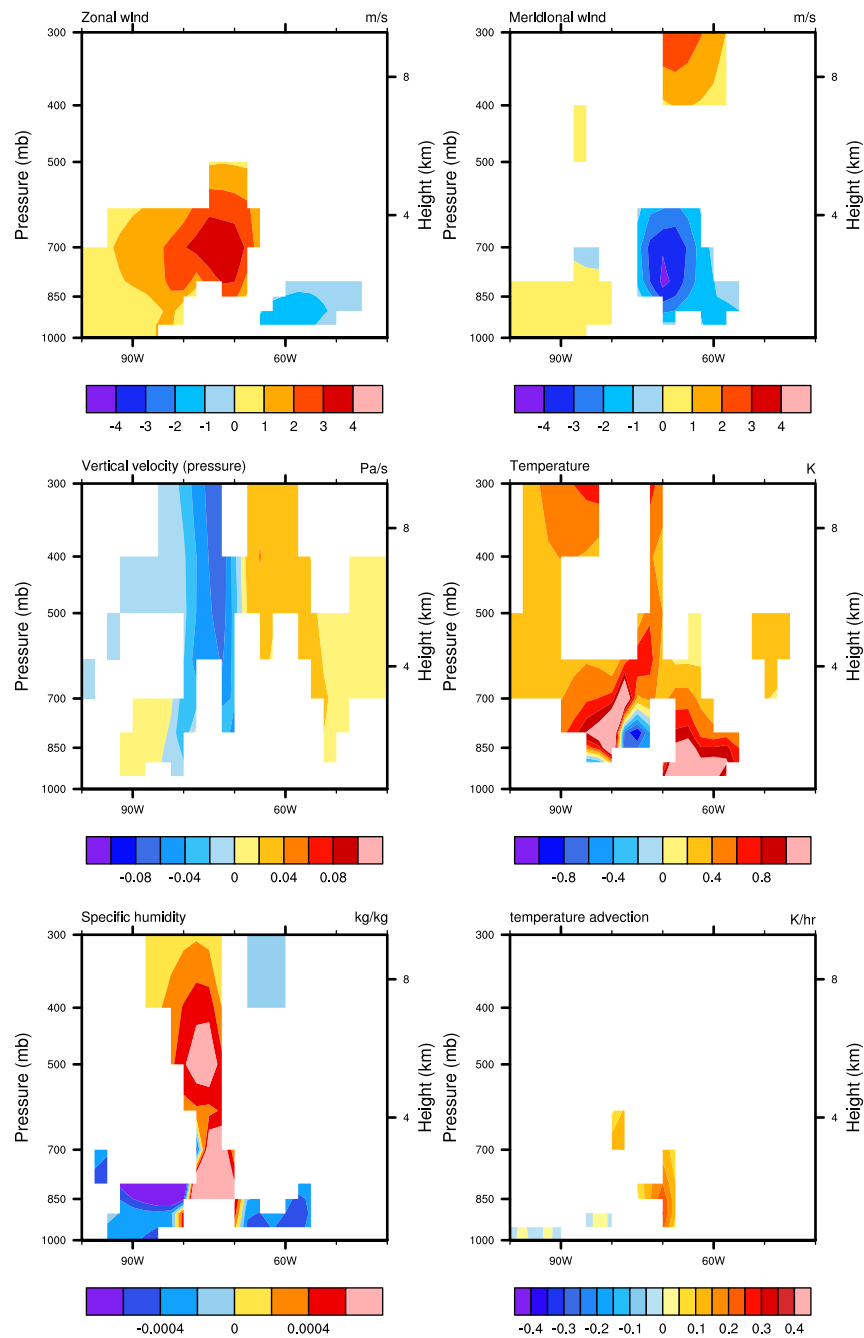 Zonal wind m/s
300
400
500
700
850
1000
Pressure (mb)
8
4
Height (km)
90W 60W
-4 -3 -2 -1 0 1 2 3 4
Meridional wind m/s
300
400
500
700
850
1000
Pressure (mb)
8
4
Height (km)
90W 60W
-4 -3 -2 -1 0 1 2 3 4
Vertical velocity (pressure) Pa/s
300
400
500
700
850
1000
Pressure (mb)
8
4
Height (km)
90W 60W
-0.08 -0.04 0 0.04 0.08
Temperature K
300
400
500
700
850
1000
Pressure (mb)
8
4
Height (km)
90W 60W
-0.8 -0.4 0 0.4 0.8
Specific humidity kg/kg
300
400
500
700
850
1000
Pressure (mb)
8
4
Height (km)
90W 60W
-0.0004 0 0.0004
temperature advection K/hr
300
400
500
700
850
1000
Pressure (mb)
8
4
Height (km)
90W 60W
-0.4 -0.3 -0.2 -0.1 0 0.1 0.2 0.3 0.4